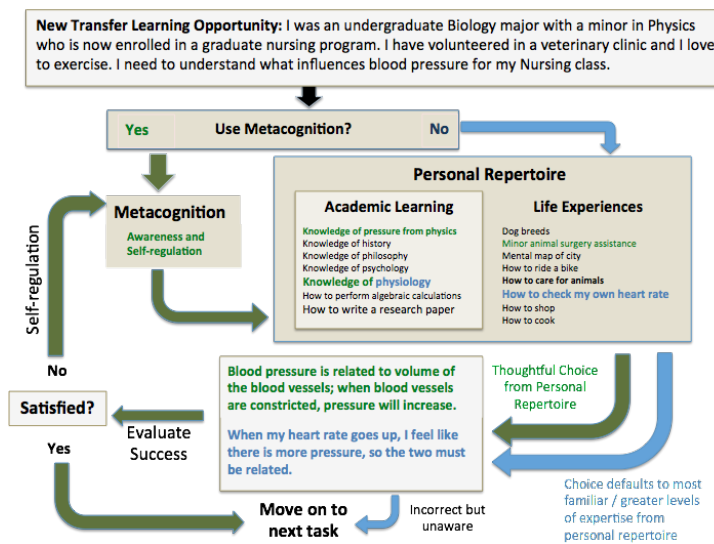 New Transfer Learning Opportunity: I was an undergraduate Biology major with a minor in Physics
who is now enrolled in a graduate nursing program. I have volunteered in a veterinary clinic and I love
to exercise. I need to understand what influences blood pressure for my Nursing class.
Yes
Use Metacognition?
No
Metacognition
Awareness and
Self-regulation
Self-regulation
Personal Repertoire
Academic Learning
Knowledge of pressure from physics
Knowledge of history
Knowledge of philosophy
Knowledge of psychology
Knowledge of physiology
How to perform algebraic calculations
How to write a research paper
Life Experiences
Dog breeds
Minor animal surgery assistance
Mental map of city
How to ride a bike
How to care for animals
How to check my own heart rate
How to shop
How to cook
No
Satisfied?
Yes
Evaluate
Success
Blood pressure is related to volume of
the blood vessels; when blood vessels
are constricted, pressure will increase.
When my heart rate goes up, I feel like
there is more pressure, so the two must
be related.
Thoughtful Choice
from Personal
Repertoire
Choice defaults to most
familiar / greater levels
of expertise from
personal repertoire
Move on to
next task
Incorrect but
unaware